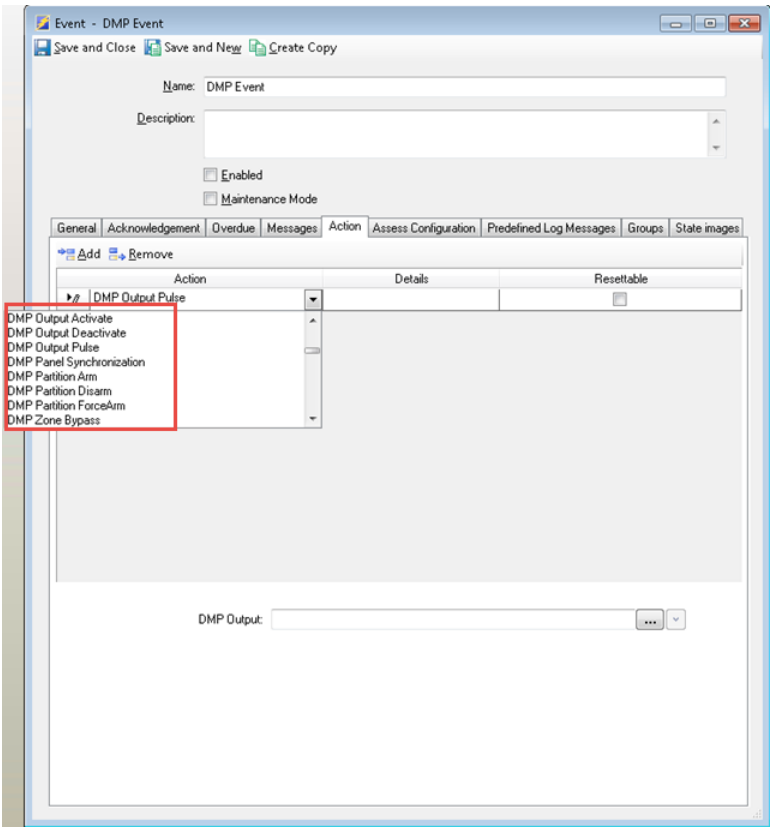 Event - DMP Event
Save and Close Save and New Create Copy
Name: DMP Event
Description:
Enabled
Maintenance Mode
General Acknowledgement Overdue Messages Action Assess Configuration Predefined Log Messages Groups State images
Add Remove
Action Details Resettable
DMP Output Pulse
DMP Output Activate
DMP Output Deactivate
DMP Output Pulse
DMP Panel Synchronization
DMP Partition Arm
DMP Partition Disarm
DMP Partition ForceArm
DMP Zone Bypass
DMP Output: ...